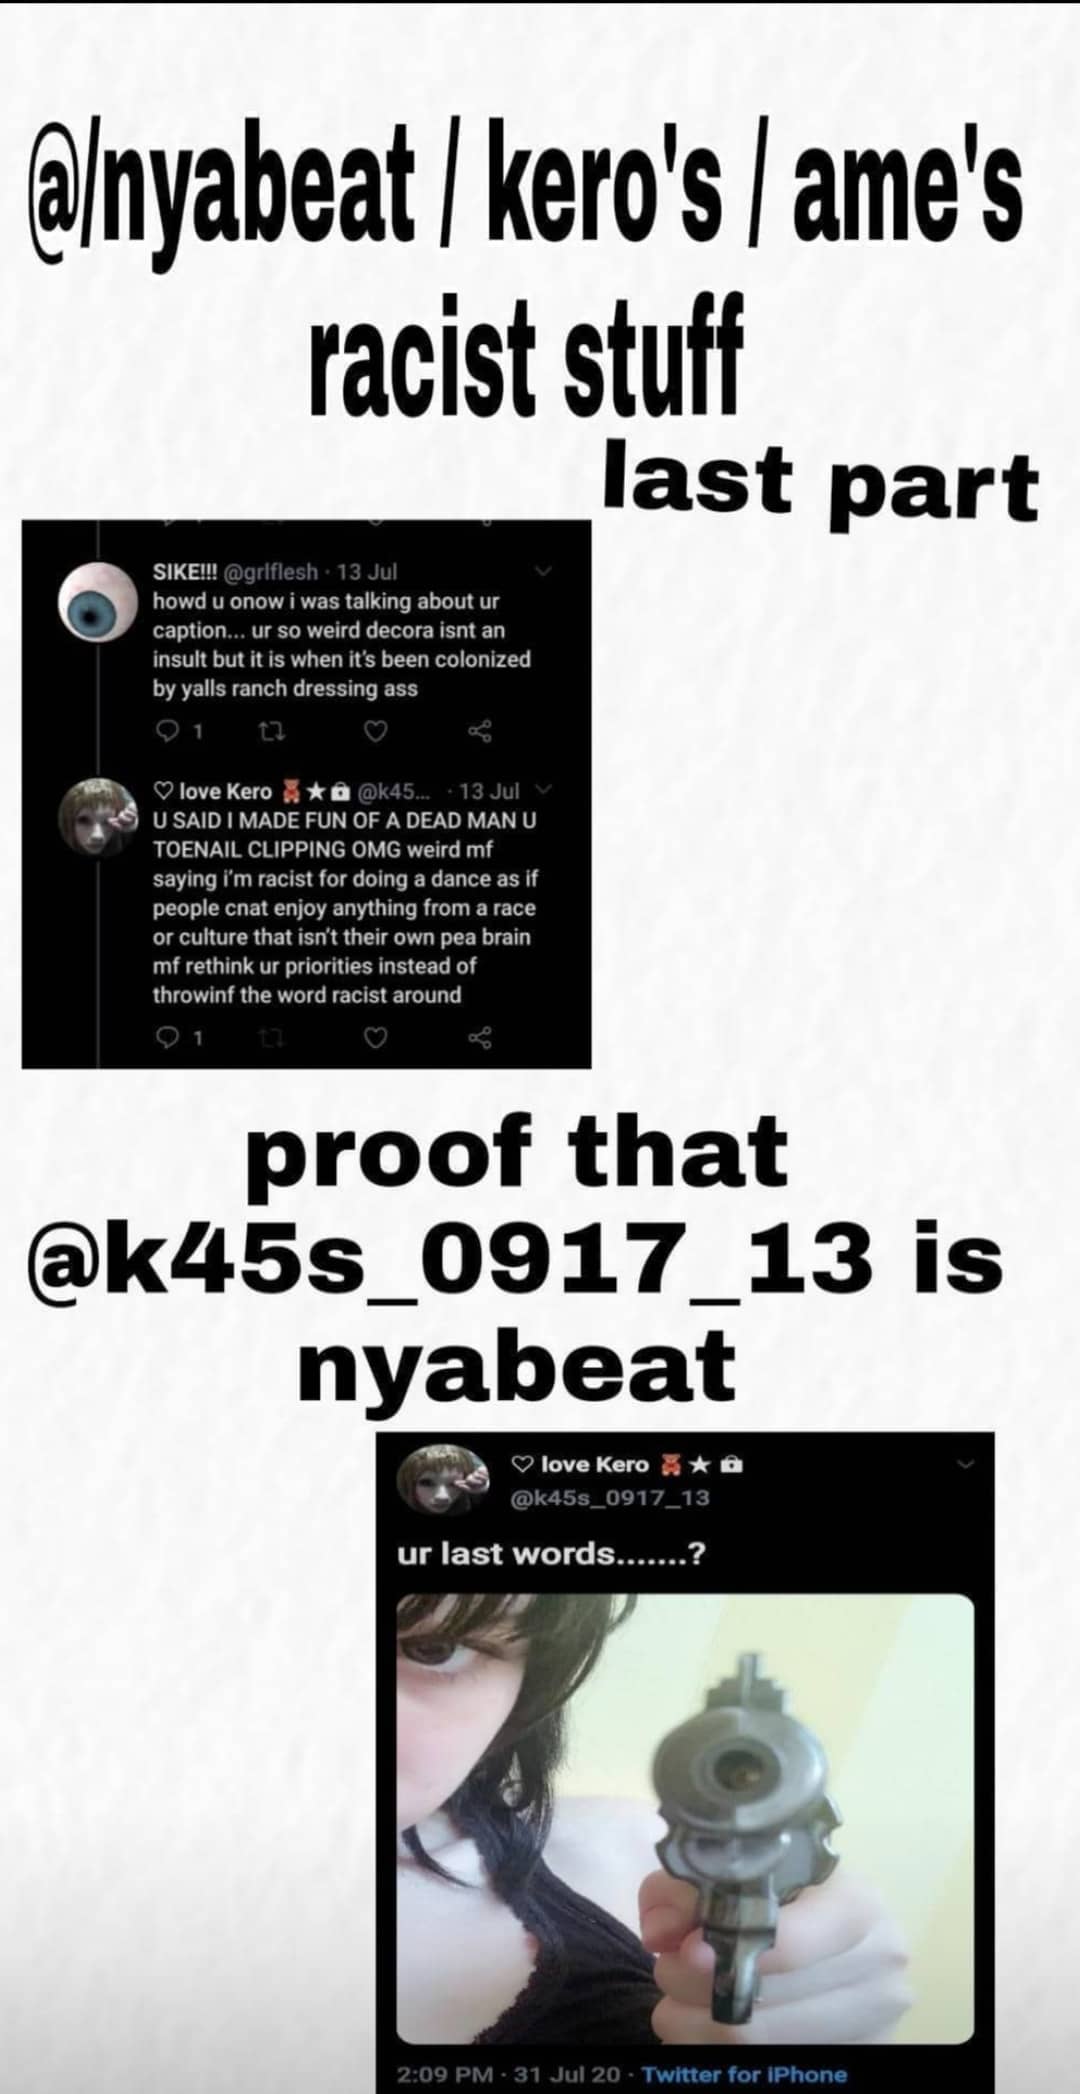 @/nyabeat / kero's / ame's
racist stuff
last part
SIKE!!! @grlflesh · 13 Jul
howd u onow i was talking about ur
caption... ur so weird decora isnt an
insult but it is when it's been colonized
by yalls ranch dressing ass
1
♡ love Kero 🧸★ @k45... · 13 Jul
U SAID I MADE FUN OF A DEAD MAN U
TOENAIL CLIPPING OMG weird mf
saying i'm racist for doing a dance as if
people cnat enjoy anything from a race
or culture that isn't their own pea brain
mf rethink ur priorities instead of
throwinf the word racist around
1
proof that
@k45s_0917_13 is
nyabeat
♡ love Kero 🧸★
@k45s_0917_13
ur last words.......?
2:09 PM · 31 Jul 20 · Twitter for iPhone